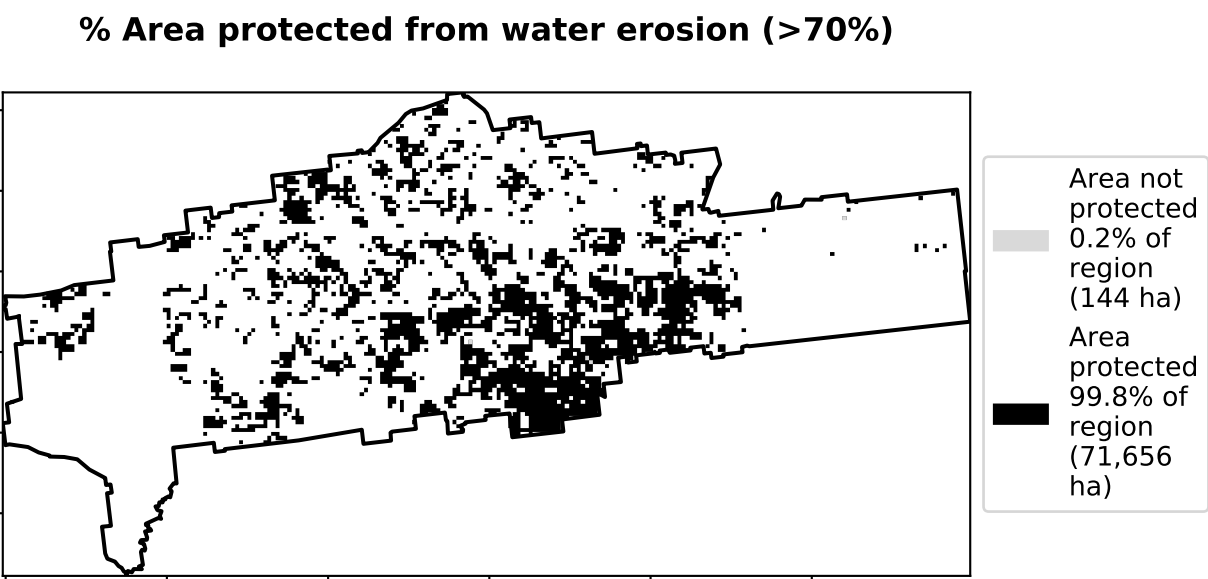 % Area protected from water erosion (>70%)
Area not
protected
0.2% of
region
(144 ha)
Area
protected
99.8% of
region
(71,656
ha)